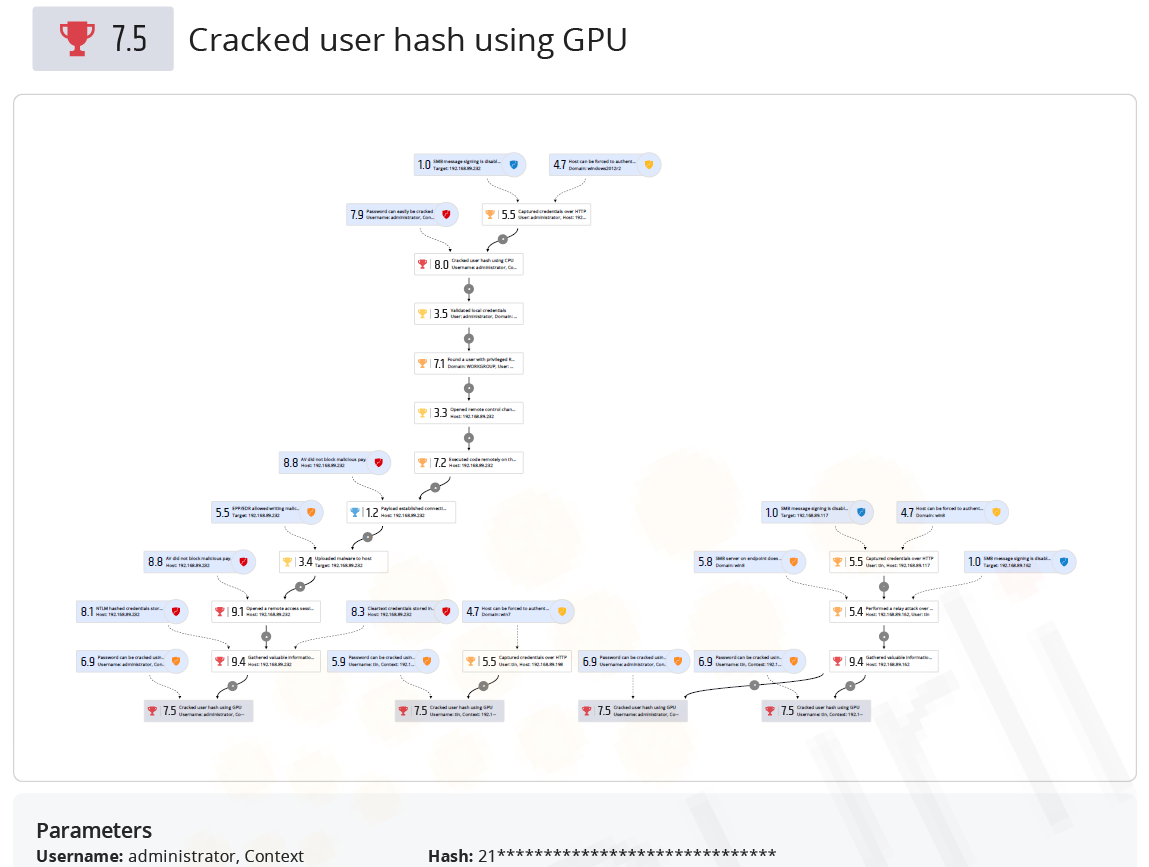 7.5 Cracked user hash using GPU
1.0 SMB message signing is disabl...
Target: 192.168.89.232
4.7 Host can be forced to authent...
Domain: windows2012r2
7.9 Password can easily be cracked
Username: administrator, Con...
5.5 Captured credentials over HTTP
User: administrator, Host: 192...
8.0 Cracked user hash using CPU
Username: administrator, Co...
3.5 Validated local credentials
User: administrator, Domain: ...
7.1 Found a user with privileged R...
Domain: WORKGROUP, User: ...
3.3 Opened remote control chan...
Host: 192.168.89.232
8.8 AV did not block malicious pay.
Host: 192.168.89.232
7.2 Executed code remotely on th...
Host: 192.168.89.232
5.5 EPP/EDR allowed writing malic...
Target: 192.168.89.232
1.2 Payload established connecti...
Host: 192.168.89.232
1.0 SMB message signing is disabl...
Target: 192.168.89.117
4.7 Host can be forced to authent...
Domain: win8
8.8 AV did not block malicious pay.
Host: 192.168.89.232
3.4 Uploaded malware to host
Target: 192.168.89.232
5.8 SMB server on endpoint does...
Domain: win8
5.5 Captured credentials over HTTP
User: tln, Host: 192.168.89.117
1.0 SMB message signing is disabl...
Target: 192.168.89.162
8.1 NTLM hashed credentials stor...
Host: 192.168.89.232
9.1 Opened a remote access sessi...
Host: 192.168.89.232
8.3 Cleartext credentials stored in..
Host: 192.168.89.232
4.7 Host can be forced to authent...
Domain: win7
5.4 Performed a relay attack over ...
Host: 192.168.89.162, User: tln
6.9 Password can be cracked usin...
Username: administrator, Con.
9.4 Gathered valuable informatio...
Host: 192.168.89.232
5.9 Password can be cracked usin...
Username: tln, Context: 192.1...
5.5 Captured credentials over HTTP
User: tln, Host: 192.168.89.198
6.9 Password can be cracked usin...
Username: administrator, Con.
6.9 Password can be cracked usin...
Username: tln, Context: 192.1...
9.4 Gathered valuable informatio...
Host: 192.168.89.162
7.5 Cracked user hash using GPU
Username: administrator, Co...
7.5 Cracked user hash using GPU
Username: tln, Context: 192.1...
7.5 Cracked user hash using GPU
Username: administrator, Co...
7.5 Cracked user hash using GPU
Username: tln, Context: 192.1...
Parameters
Username: administrator, Context
Hash: 21******************************